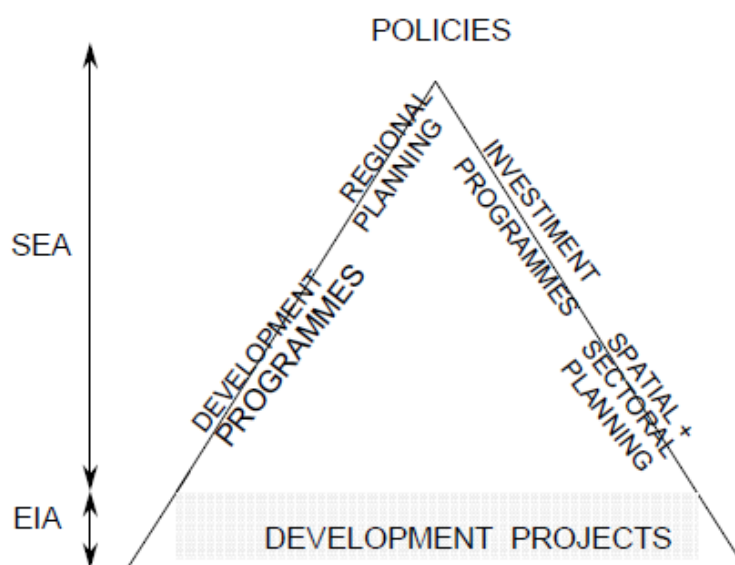 POLICIES
REGIONAL
PLANNING
INVESTIMENT
PROGRAMMES
SEA
DEVELOPMENT
PROGRAMMES
SPATIAL +
SECTORAL
PLANNING
EIA
DEVELOPMENT PROJECTS